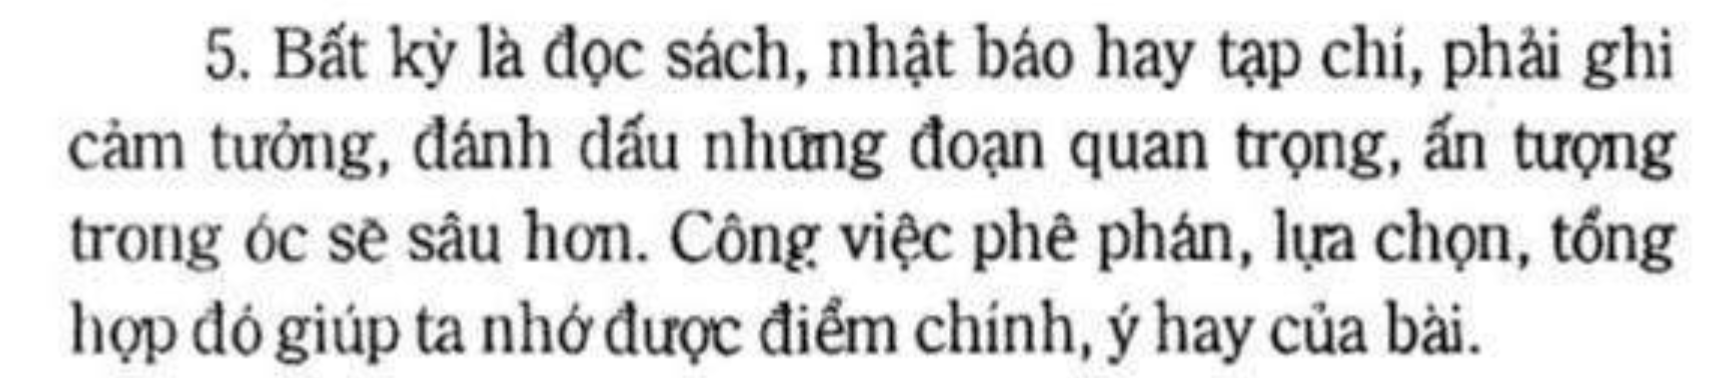 5. Bất kỳ là đọc sách, nhật báo hay tạp chí, phải ghi
cảm tưởng, đánh dấu những đoạn quan trọng, ấn tượng
trong óc sẽ sâu hơn. Công việc phê phán, lựa chọn, tổng
hợp đó giúp ta nhớ được điểm chính, ý hay của bài.